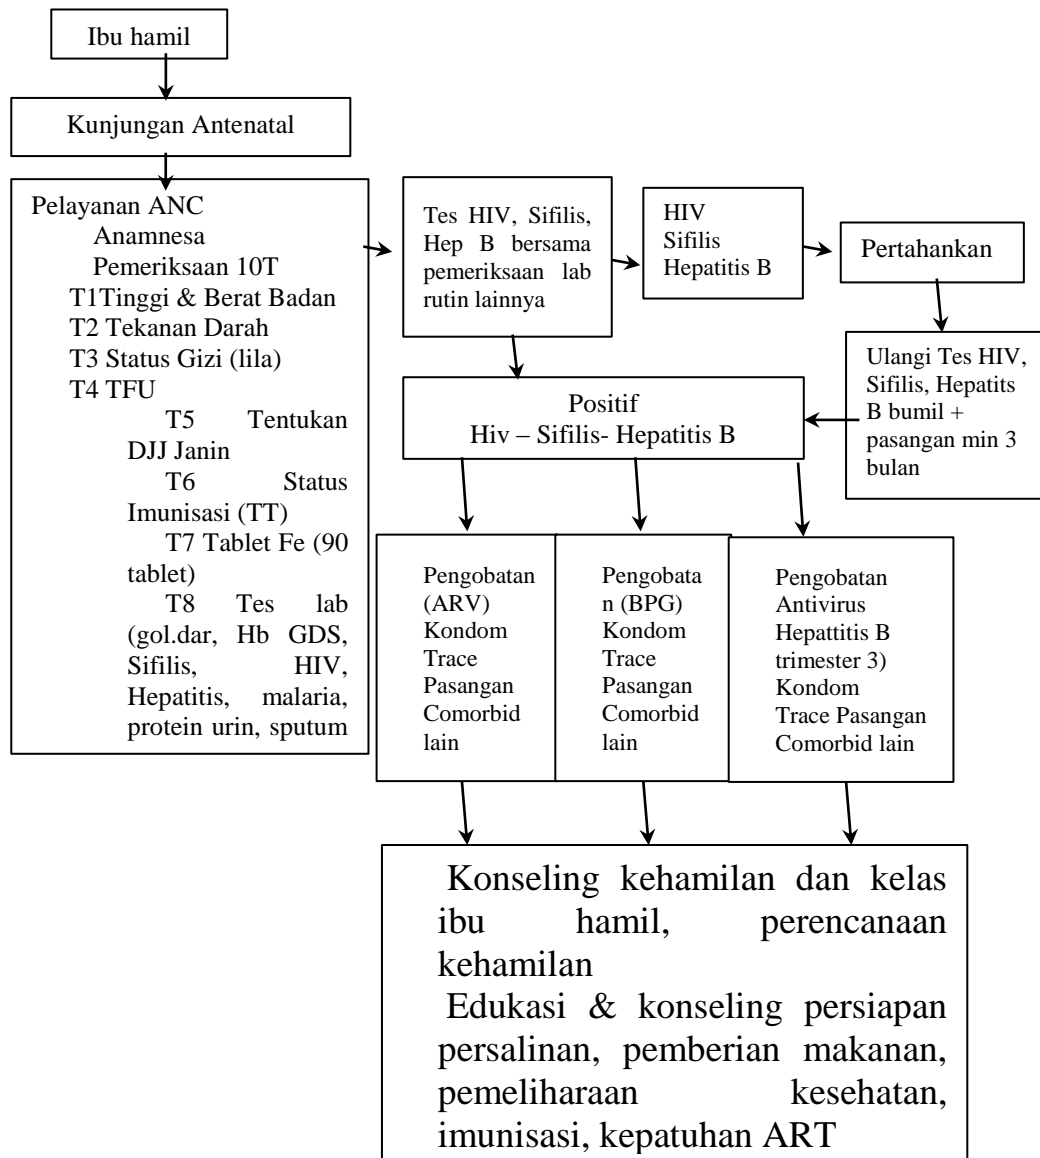 Ibu hamil
Kunjungan Antenatal
Pelayanan ANC
Anamnesa
Pemeriksaan 10T
T1Tinggi & Berat Badan
T2 Tekanan Darah
T3 Status Gizi (lila)
T4 TFU
T5 Tentukan
DJJ Janin
T6 Status
Imunisasi (TT)
T7 Tablet Fe (90
tablet)
T8 Tes lab
(gol.dar, Hb GDS,
Sifilis, HIV,
Hepatitis, malaria,
protein urin, sputum
Tes HIV, Sifilis,
Hep B bersama
pemeriksaan lab
rutin lainnya
HIV
Sifilis
Hepatitis B
Pertahankan
Ulangi Tes HIV,
Sifilis, Hepatits
B bumil +
pasangan min 3
bulan
Positif
Hiv – Sifilis- Hepatitis B
Pengobatan
(ARV)
Kondom
Trace
Pasangan
Comorbid
lain
Pengobata
n (BPG)
Kondom
Trace
Pasangan
Comorbid
lain
Pengobatan
Antivirus
Hepattitis B
trimester 3)
Kondom
Trace Pasangan
Comorbid lain
Konseling kehamilan dan kelas
ibu hamil, perencanaan
kehamilan
Edukasi & konseling persiapan
persalinan, pemberian makanan,
pemeliharaan kesehatan,
imunisasi, kepatuhan ART